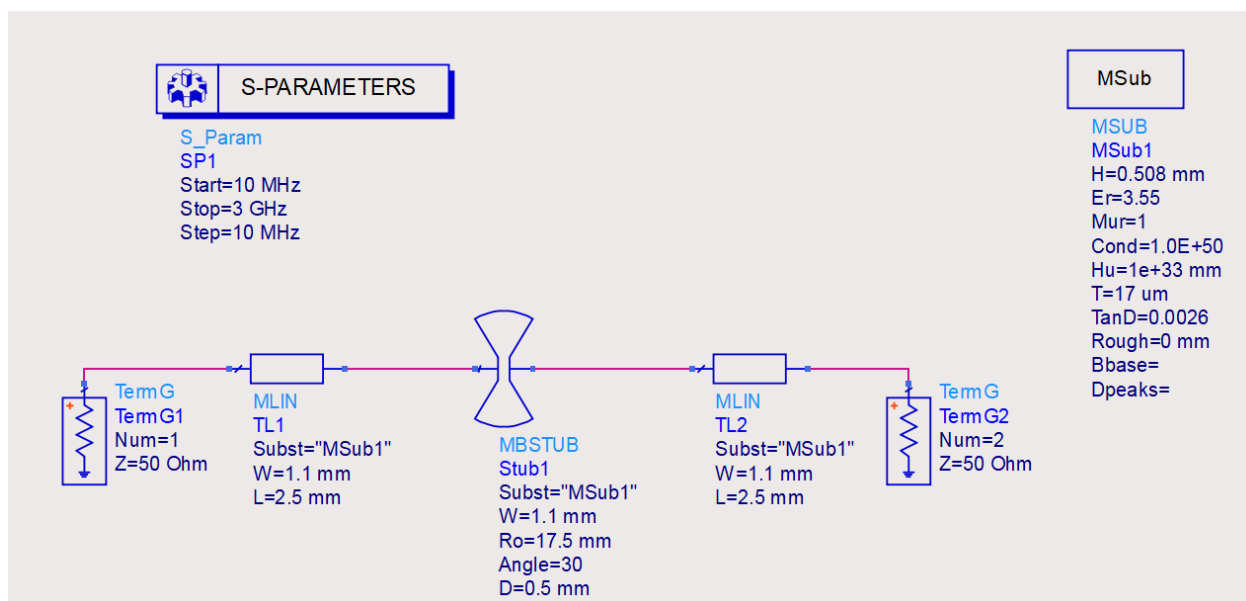 S-PARAMETERS
S_Param
SP1
Start=10 MHz
Stop=3 GHz
Step=10 MHz
MSub
MSUB
MSub1
H=0.508 mm
Er=3.55
Mur=1
Cond=1.0E+50
Hu=1e+33 mm
T=17 um
TanD=0.0026
Rough=0 mm
Bbase=
Dpeaks=
TermG
TermG1
Num=1
Z=50 Ohm
MLIN
TL1
Subst="MSub1"
W=1.1 mm
L=2.5 mm
MBSTUB
Stub1
Subst="MSub1"
W=1.1 mm
Ro=17.5 mm
Angle=30
D=0.5 mm
MLIN
TL2
Subst="MSub1"
W=1.1 mm
L=2.5 mm
TermG
TermG2
Num=2
Z=50 Ohm